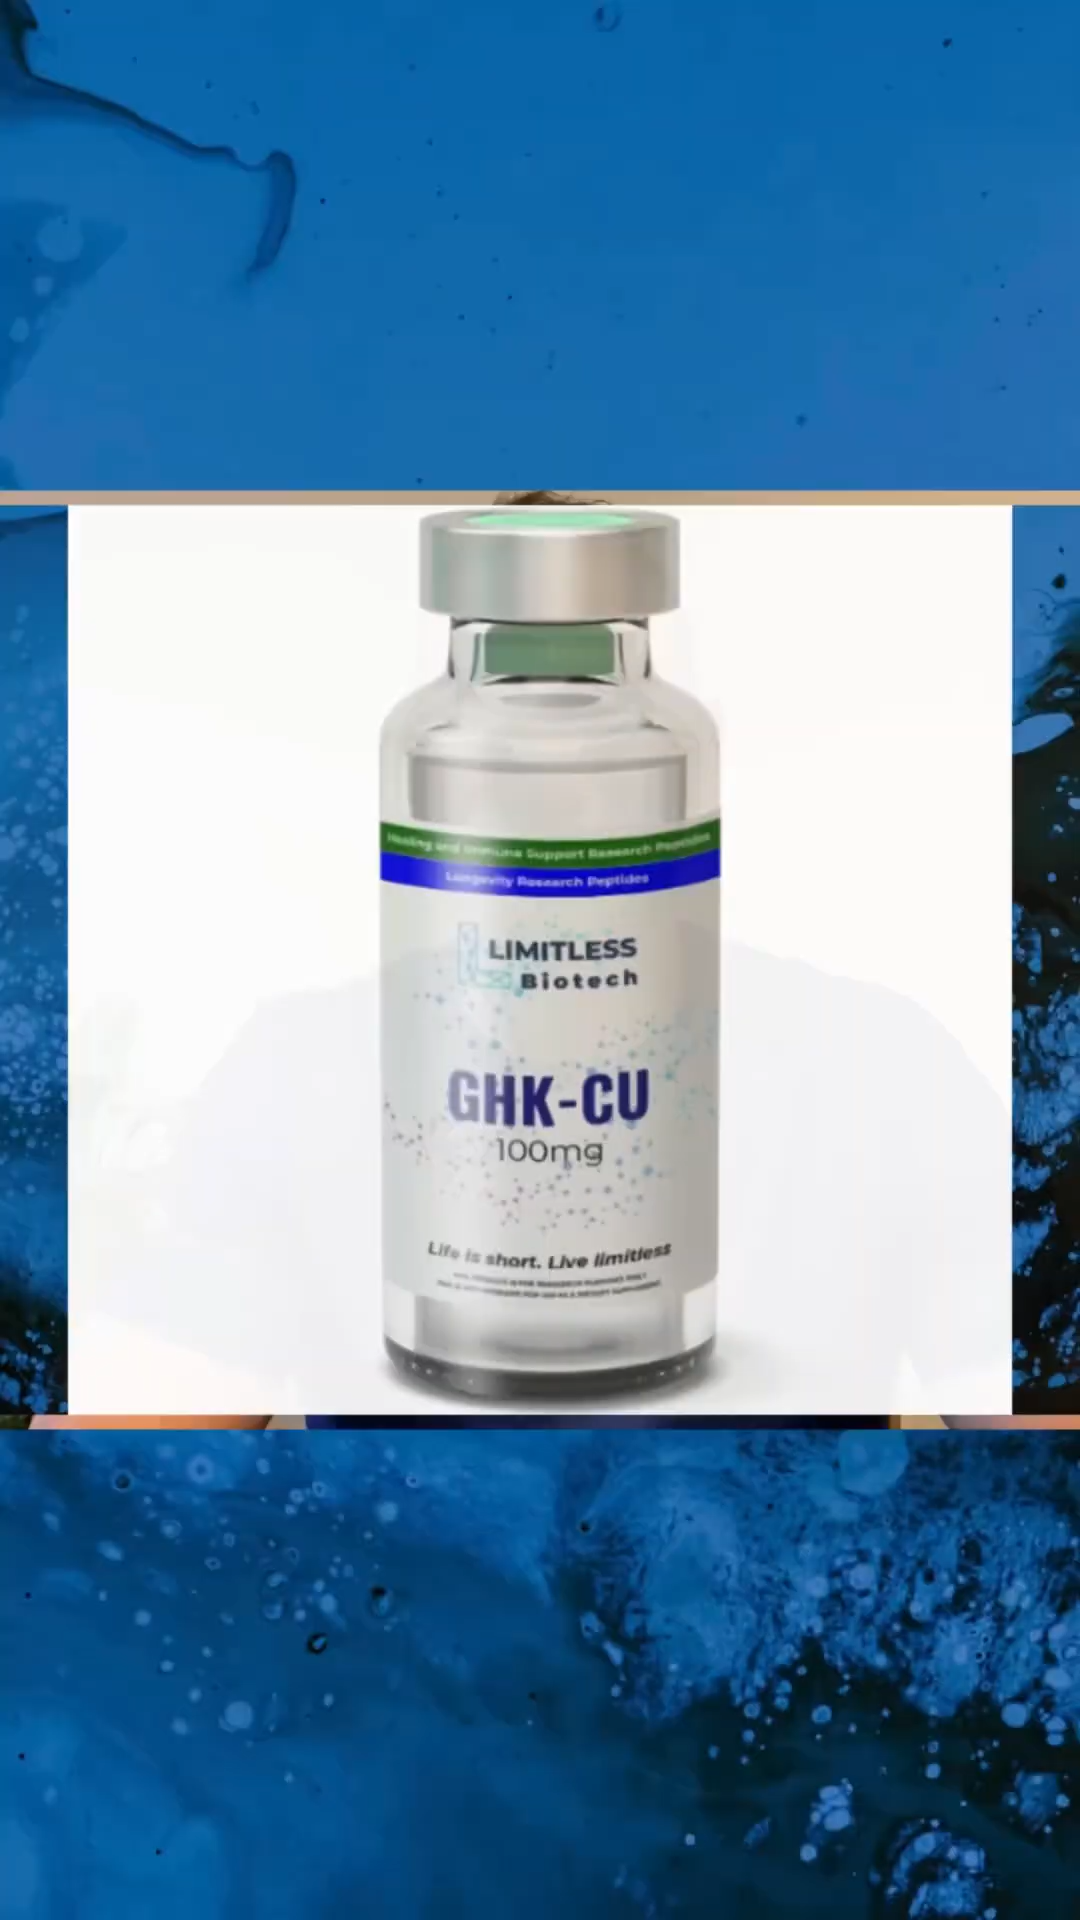 Healing and Immune Support Research Peptides
Longevity Research Peptides
LIMITLESS
Biotech
GHK-CU
100mg
Life is short. Live limitless